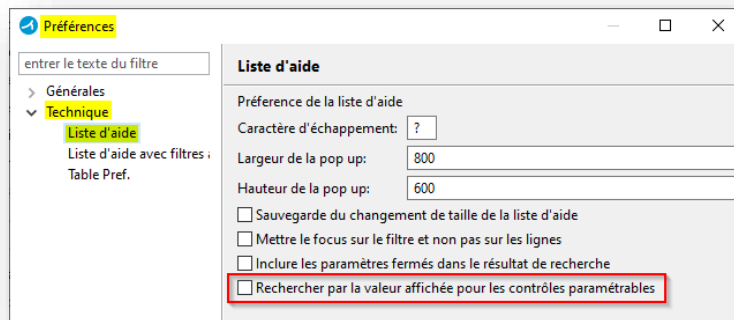 Préférences
entrer le texte du filtre
Liste d'aide
Générales
Technique
Liste d'aide
Liste d'aide avec filtres
Table Pref.
Préference de la liste d'aide
Caractère d'échappement: ?
Largeur de la pop up: 800
Hauteur de la pop up: 600
Sauvegarde du changement de taille de la liste d'aide
Mettre le focus sur le filtre et non pas sur les lignes
Inclure les paramètres fermés dans le résultat de recherche
Rechercher par la valeur affichée pour les contrôles paramétrables